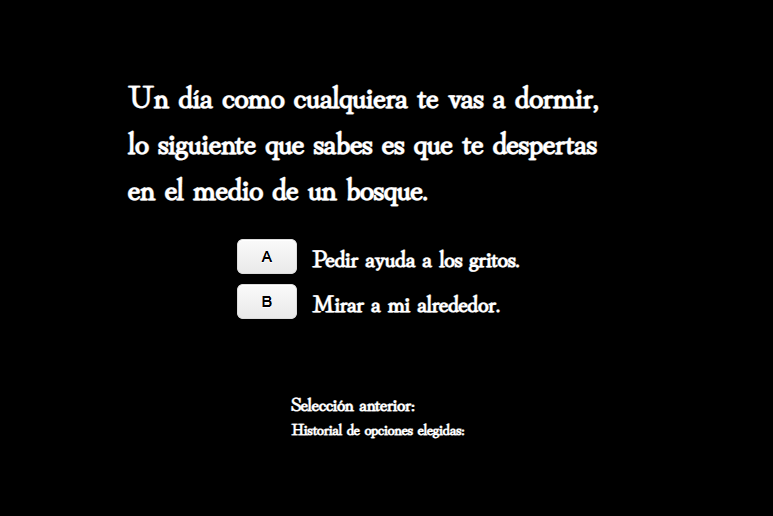 Un día como cualquiera te vas a dormir,
lo siguiente que sabes es que te despertas
en el medio de un bosque.
A Pedir ayuda a los gritos.
B Mirar a mi alrededor.
Selección anterior:
Historial de opciones elegidas: